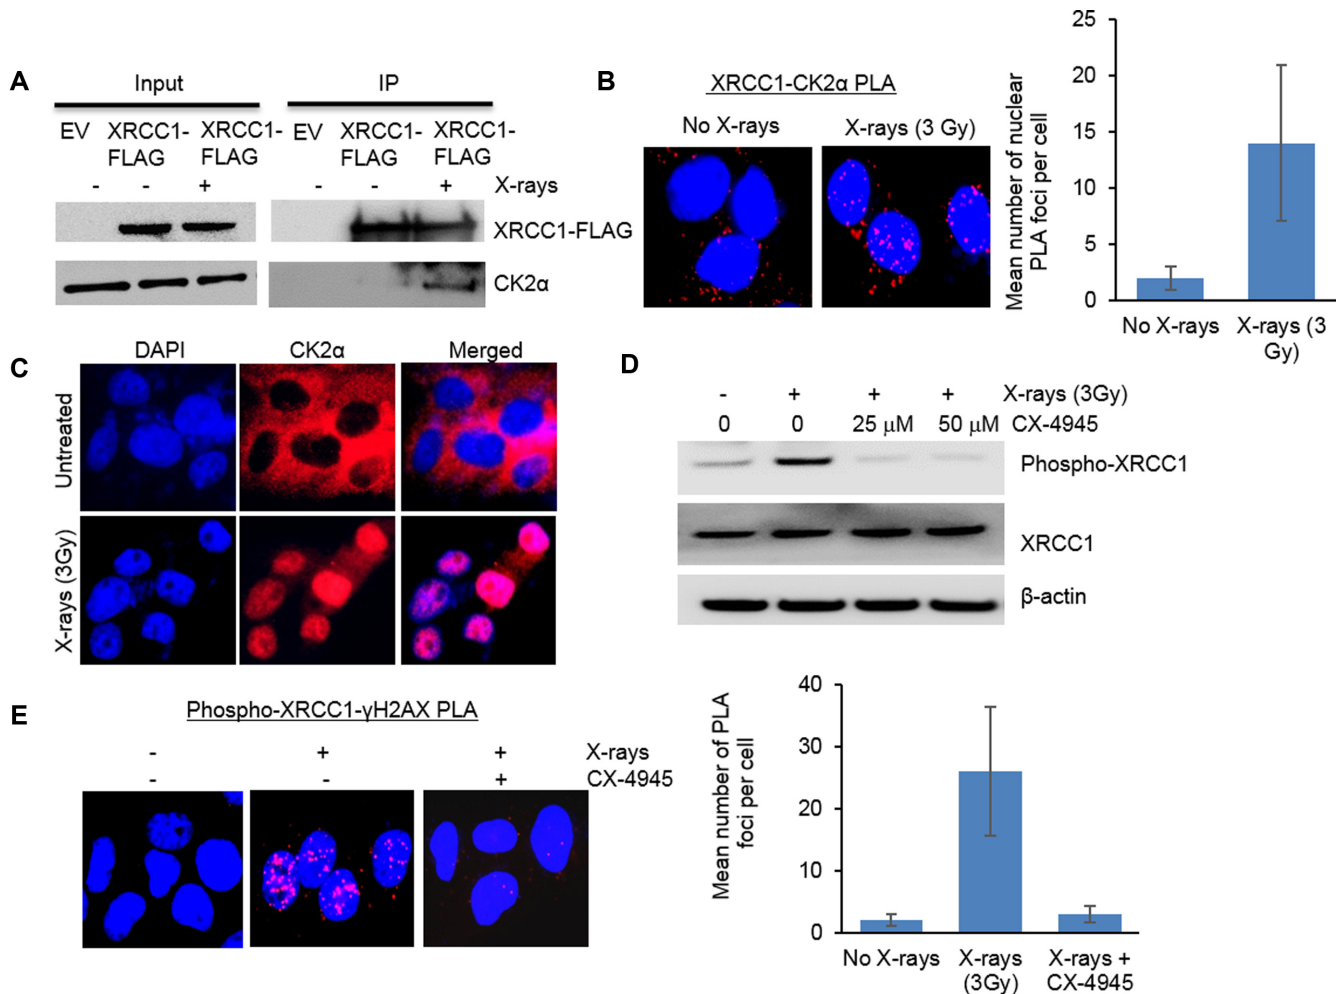 A
Input
IP
EV
XRCC1-
FLAG
XRCC1-
FLAG
EV
XRCC1-
FLAG
XRCC1-
FLAG
- - + - - + X-rays
XRCC1-FLAG
CK2α
B
XRCC1-CK2α PLA
No X-rays
X-rays (3 Gy)
Mean number of nuclear
PLA foci per cell
25
20
15
10
5
0
No X-rays
X-rays (3
Gy)
C
DAPI
CK2α
Merged
Untreated
X-rays (3Gy)
D
- + + + X-rays (3Gy)
0 0 25 μM 50 μM CX-4945
Phospho-XRCC1
XRCC1
β-actin
E
Phospho-XRCC1-γH2AX PLA
- + + X-rays
- - + CX-4945
Mean number of PLA
foci per cell
40
30
20
10
0
No X-rays
X-rays
(3Gy)
X-rays +
CX-4945